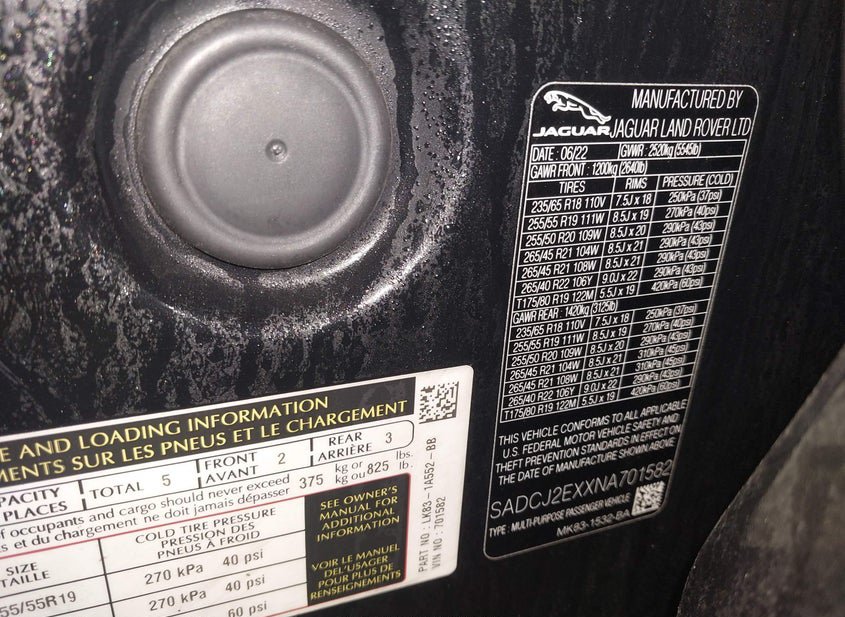 JAGUAR
MANUFACTURED BY
JAGUAR LAND ROVER LTD
DATE : 06/22 GVWR : 2520kg (5545lb)
GAWR FRONT : 1200kg (2640lb)
TIRES RIMS PRESSURE (COLD)
235/65 R18 110V 7.5J x 18 250kPa (37psi)
255/55 R19 111W 8.5J x 19 270kPa (40psi)
255/50 R20 109W 8.5J x 20 290kPa (43psi)
265/45 R21 104W 8.5J x 21 290kPa (43psi)
265/45 R21 108W 8.5J x 21 290kPa (43psi)
265/40 R22 106Y 9.0J x 22 290kPa (43psi)
T175/80 R19 122M 5.5J x 19 420kPa (60psi)
GAWR REAR : 1420kg (3125lb)
235/65 R18 110V 7.5J x 18 250kPa (37psi)
255/55 R19 111W 8.5J x 19 270kPa (40psi)
255/50 R20 109W 8.5J x 20 290kPa (43psi)
265/45 R21 104W 8.5J x 21 310kPa (45psi)
265/45 R21 108W 8.5J x 21 310kPa (45psi)
265/40 R22 106Y 9.0J x 22 290kPa (43psi)
T175/80 R19 122M 5.5J x 19 420kPa (60psi)
THIS VEHICLE CONFORMS TO ALL APPLICABLE
U.S. FEDERAL MOTOR VEHICLE SAFETY AND
THEFT PREVENTION STANDARDS IN EFFECT ON
THE DATE OF MANUFACTURE SHOWN ABOVE
SADCJ2EXXNA701582
TYPE : MULTI-PURPOSE PASSENGER VEHICLE
MK83-1532-BA
E AND LOADING INFORMATION
MENTS SUR LES PNEUS ET LE CHARGEMENT
PACITY
PLACES
TOTAL 5
FRONT
AVANT 2
REAR
ARRIÈRE 3
of occupants and cargo should never exceed
s et du chargement ne doit jamais dépasser
375 kg or
kg ou 825 lbs.
lb.
SIZE
TAILLE
COLD TIRE PRESSURE
PRESSION DES
PNEUS À FROID
270 kPa 40 psi
55/55R19 270 kPa 40 psi
60 psi
SEE OWNER'S
MANUAL FOR
ADDITIONAL
INFORMATION
VOIR LE MANUEL
DE L'USAGER
POUR PLUS DE
RENSEIGNEMENTS
PART NO : LK83-1A552-BB
VIN NO : 701582